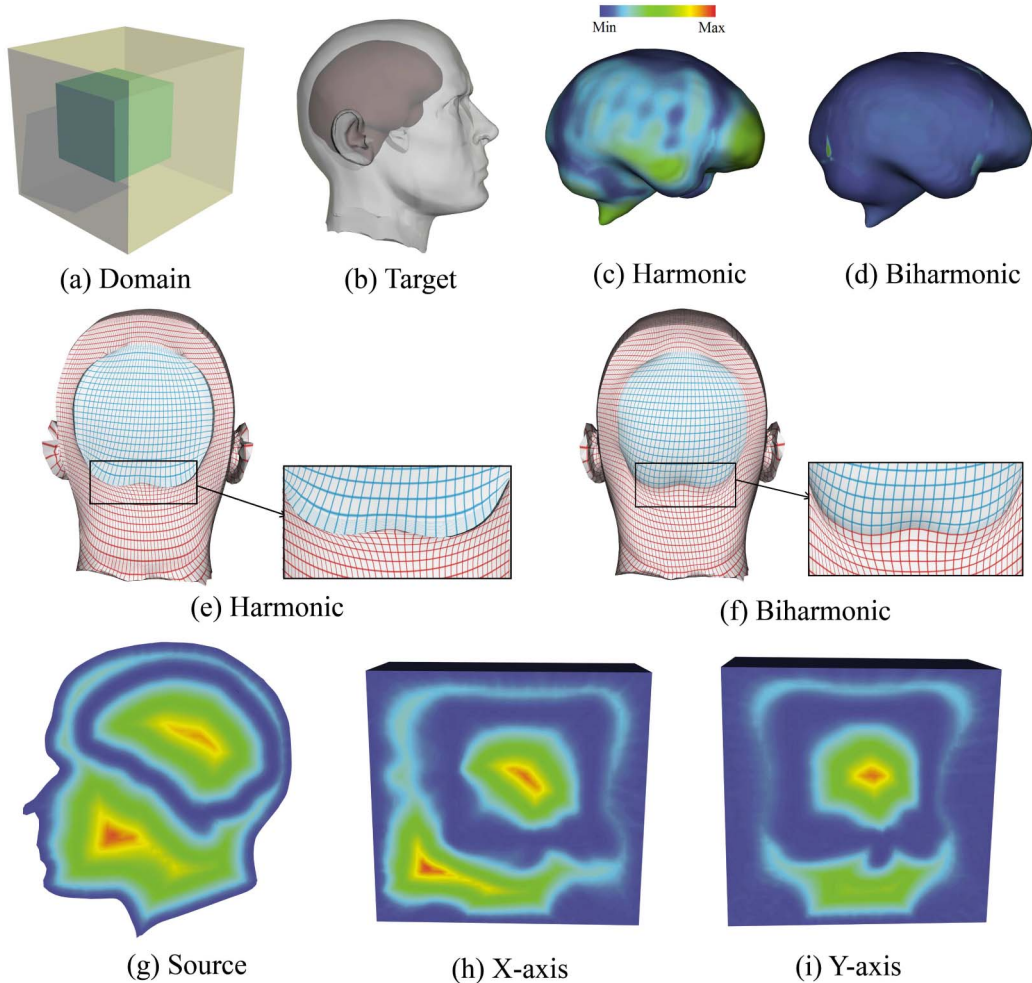 Min Max
(a) Domain
(b) Target
(c) Harmonic
(d) Biharmonic
(e) Harmonic
(f) Biharmonic
(g) Source
(h) X-axis
(i) Y-axis